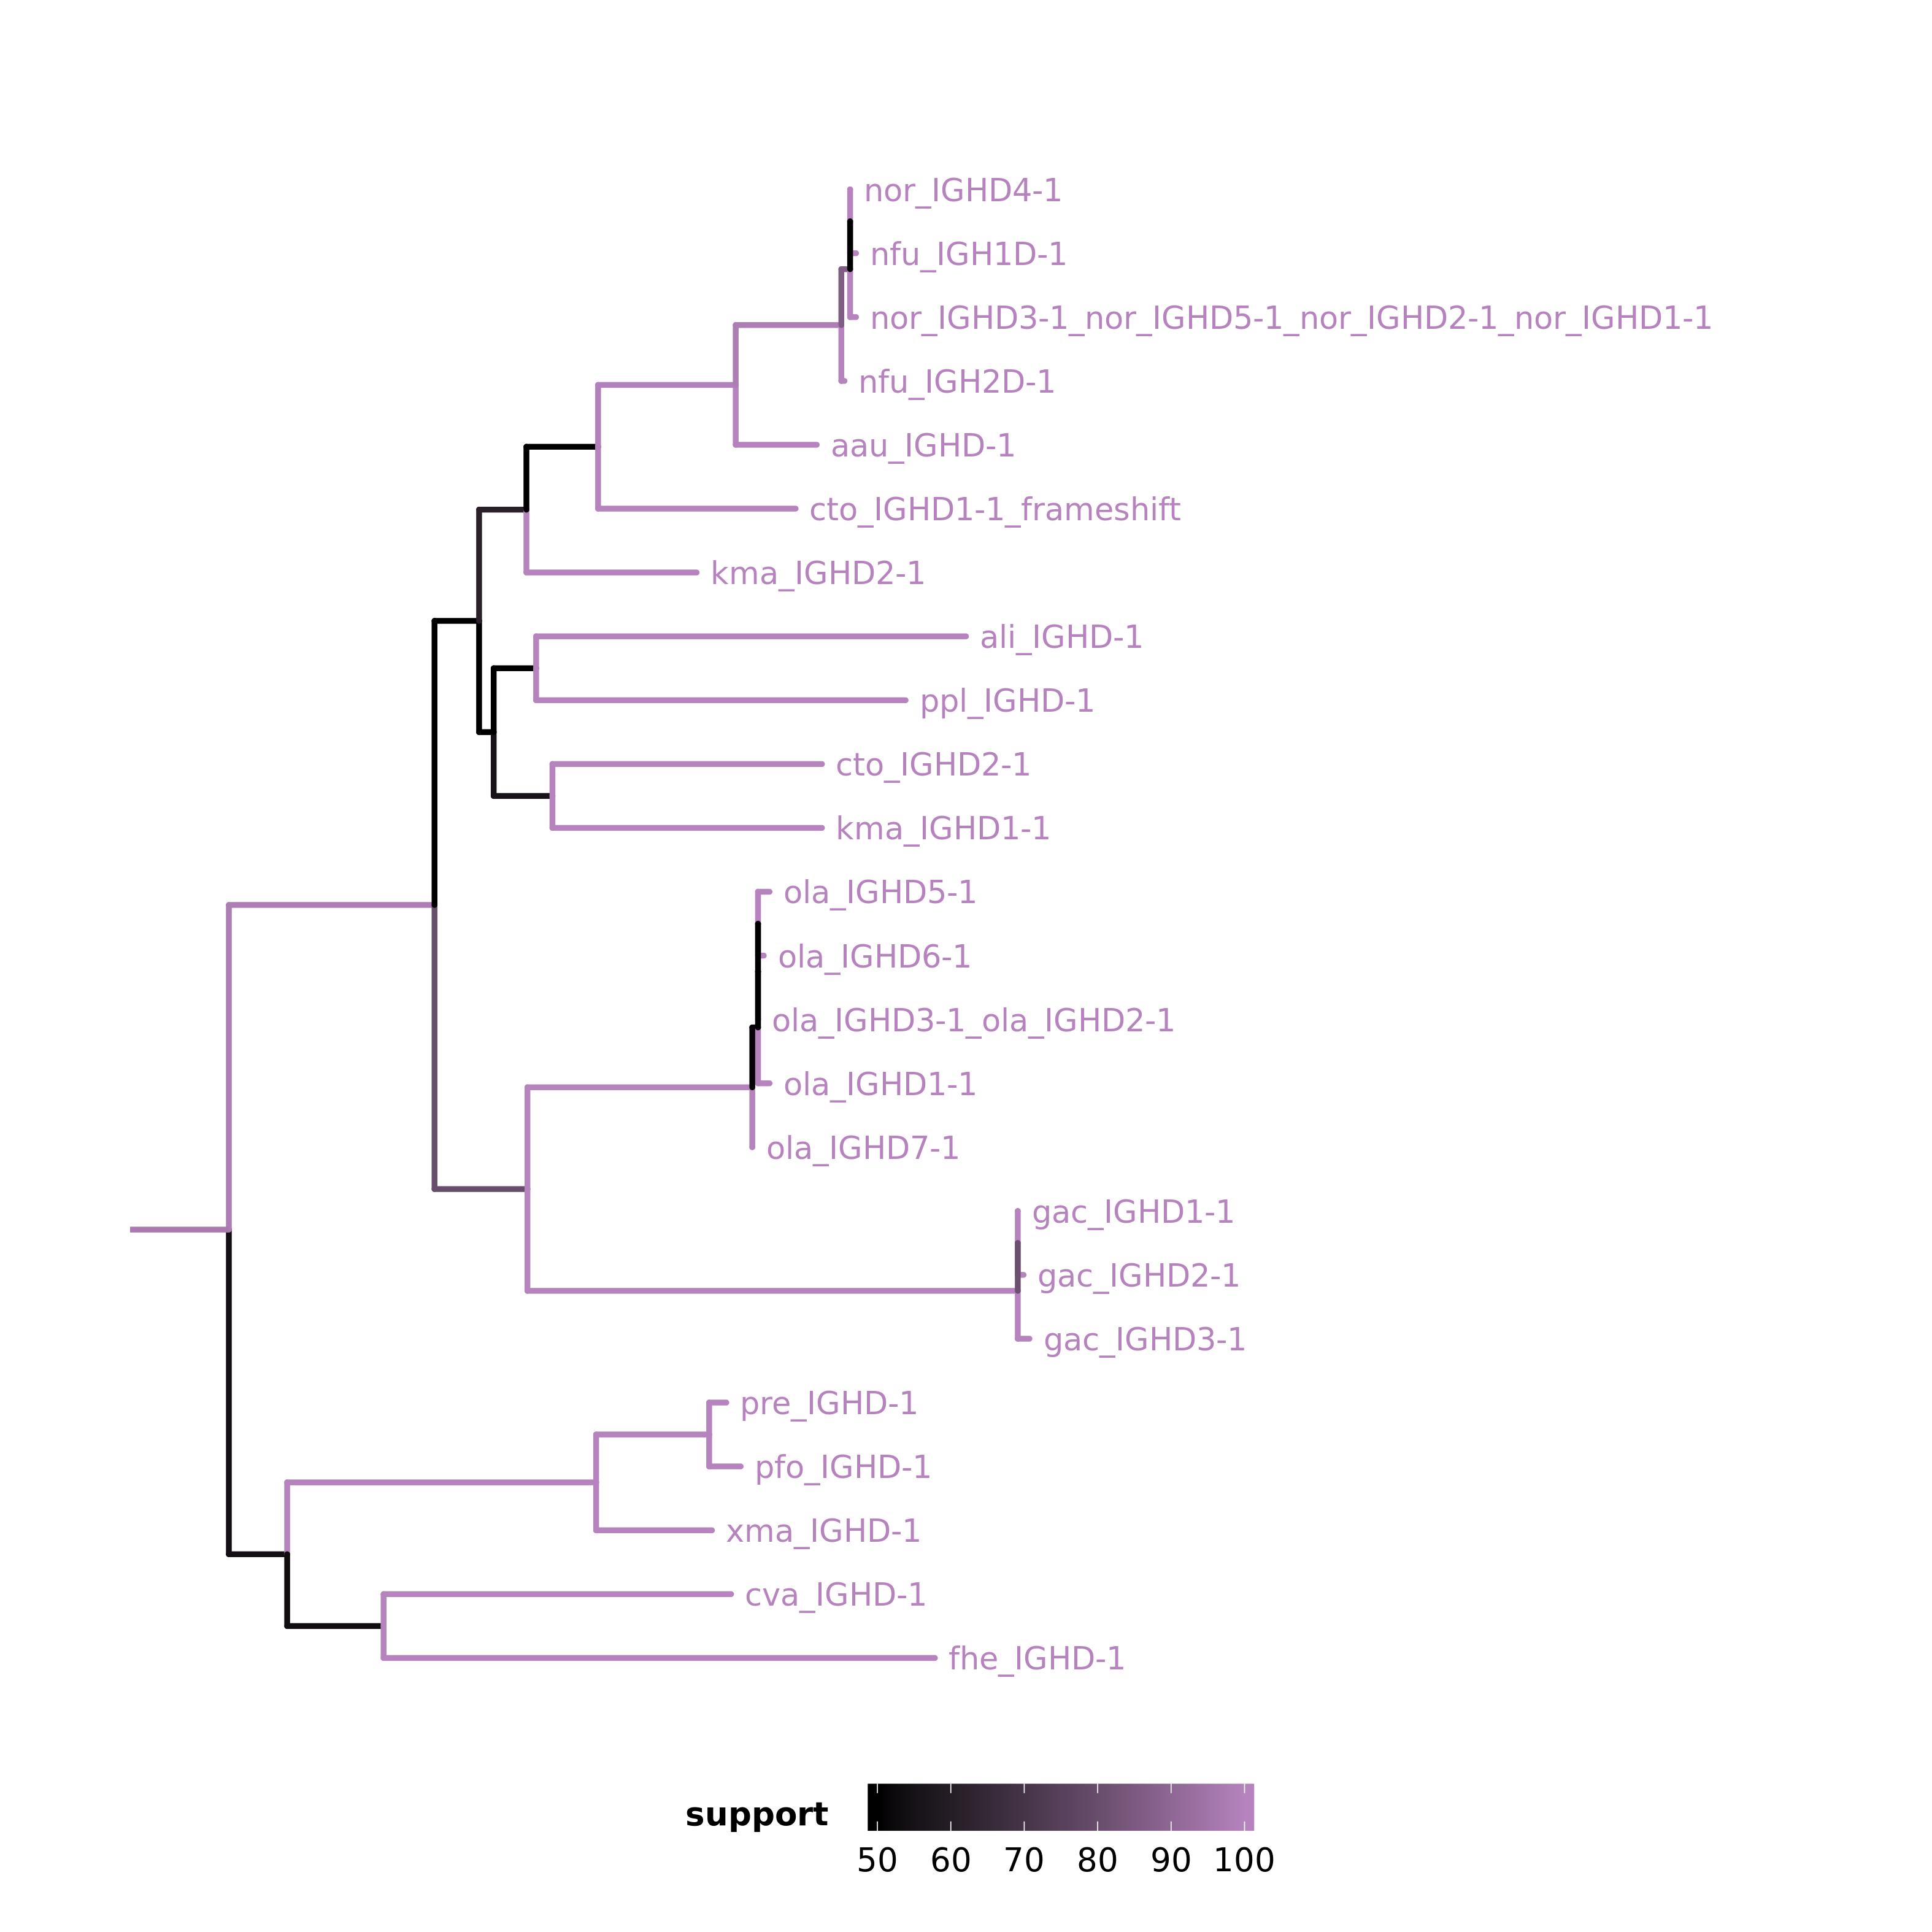 nor_IGHD4-1
nfu_IGH1D-1
nor_IGHD3-1_nor_IGHD5-1_nor_IGHD2-1_nor_IGHD1-1
nfu_IGH2D-1
aau_IGHD-1
cto_IGHD1-1_frameshift
kma_IGHD2-1
ali_IGHD-1
ppl_IGHD-1
cto_IGHD2-1
kma_IGHD1-1
ola_IGHD5-1
ola_IGHD6-1
ola_IGHD3-1_ola_IGHD2-1
ola_IGHD1-1
ola_IGHD7-1
gac_IGHD1-1
gac_IGHD2-1
gac_IGHD3-1
pre_IGHD-1
pfo_IGHD-1
xma_IGHD-1
cva_IGHD-1
fhe_IGHD-1
support
50 60 70 80 90 100